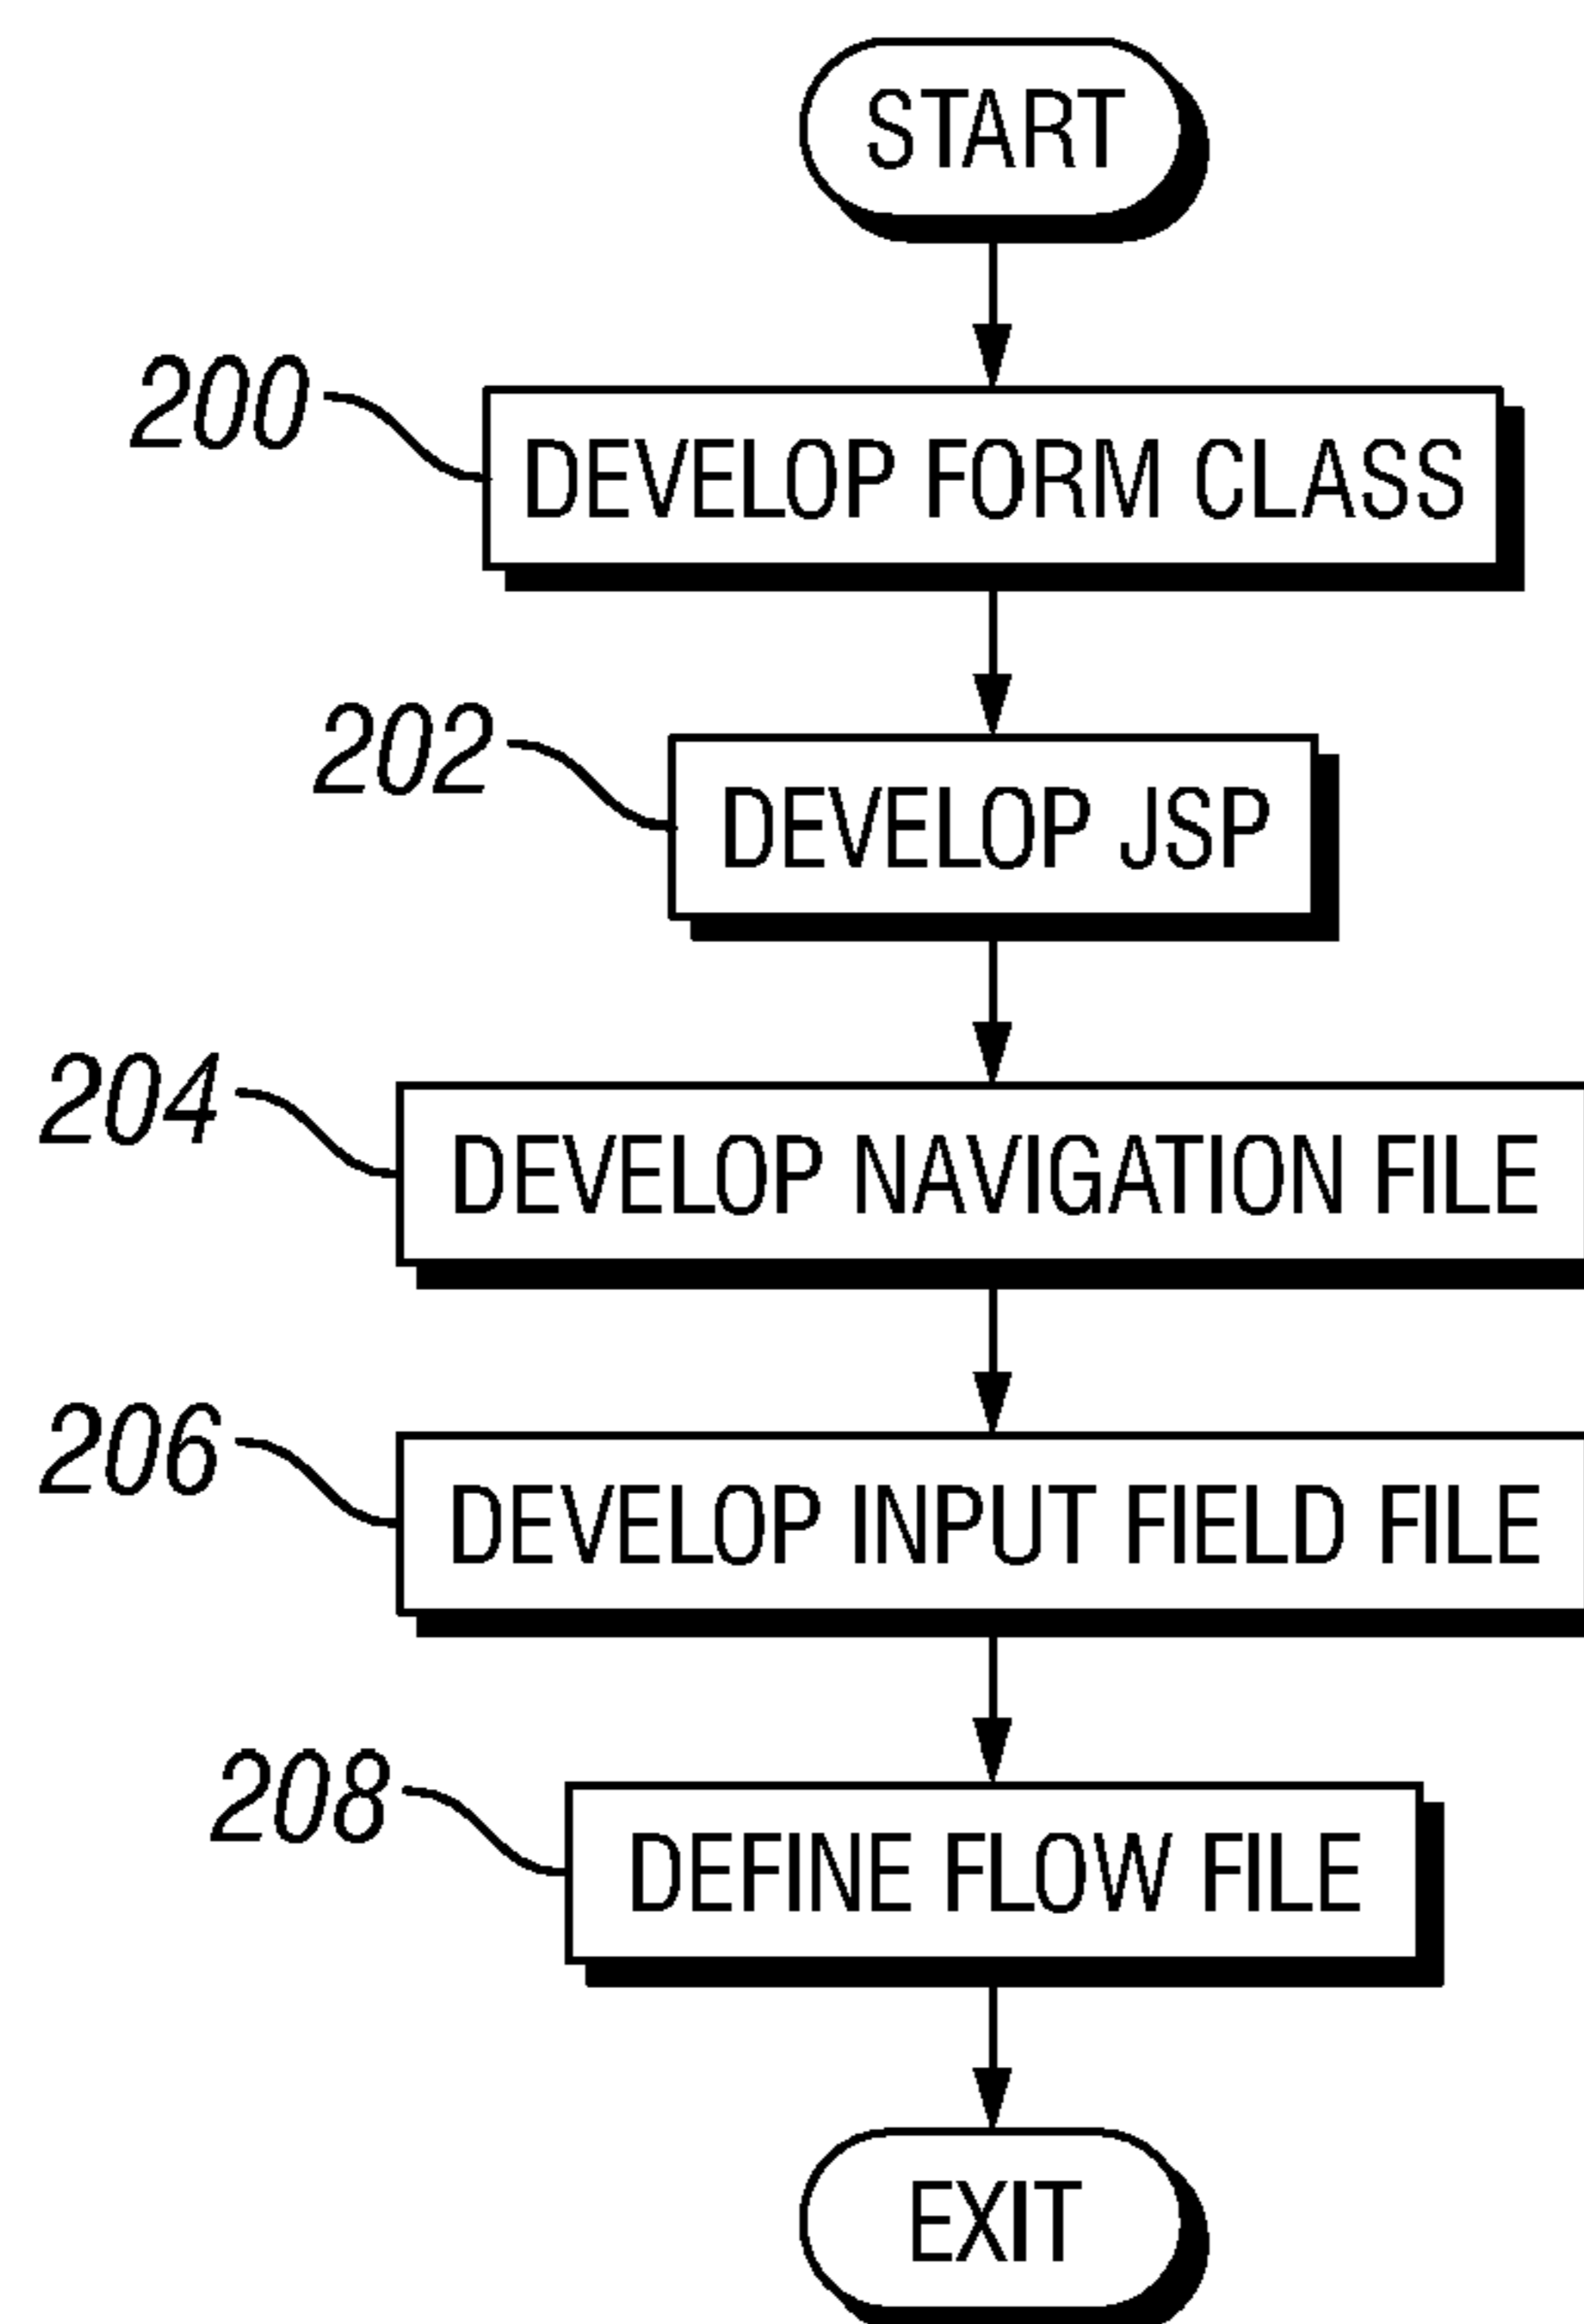 START
200
DEVELOP FORM CLASS
202
DEVELOP JSP
204
DEVELOP NAVIGATION FILE
206
DEVELOP INPUT FIELD FILE
208
DEFINE FLOW FILE
EXIT